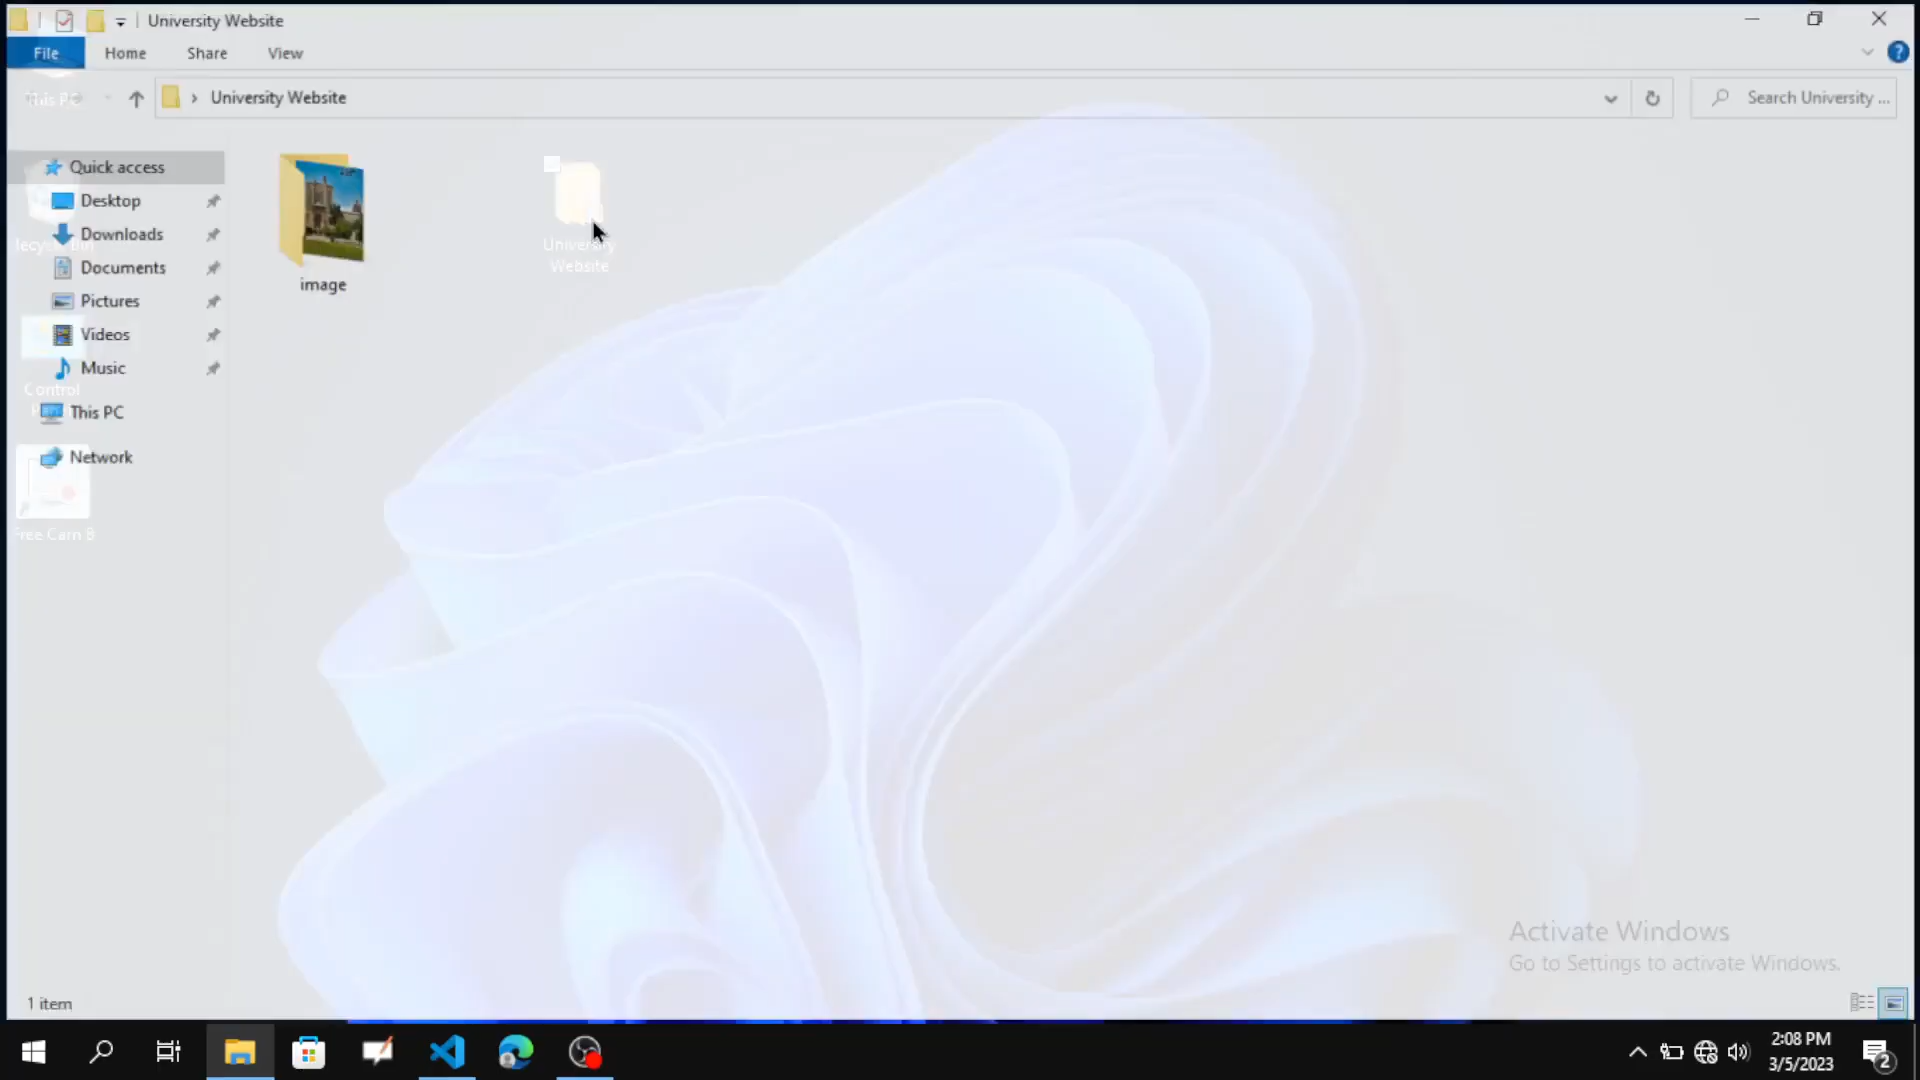 University Website
File
Home
Share
View
This PC
University Website
Search University ...
Quick access
Desktop
Downloads
Documents
Pictures
Videos
Music
This PC
Network
image
University
Website
Control
Free Cam 8
Activate Windows
Go to Settings to activate Windows.
1 item
2:08 PM
3/5/2023
2